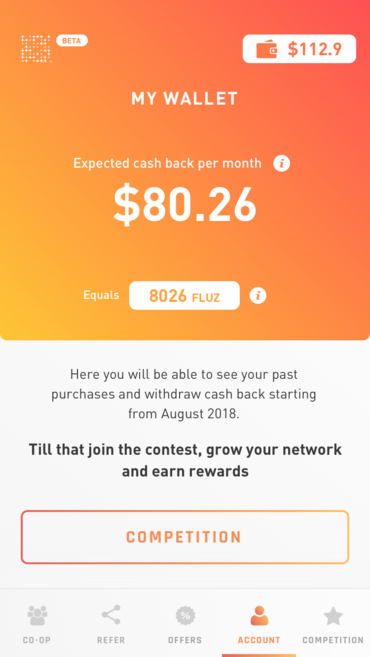 BETA
$112.9
MY WALLET
Expected cash back per month i
$80.26
Equals 8026 FLUZ i
Here you will be able to see your past
purchases and withdraw cash back starting
from August 2018.
Till that join the contest, grow your network
and earn rewards
COMPETITION
%
CO-OP REFER OFFERS ACCOUNT COMPETITION